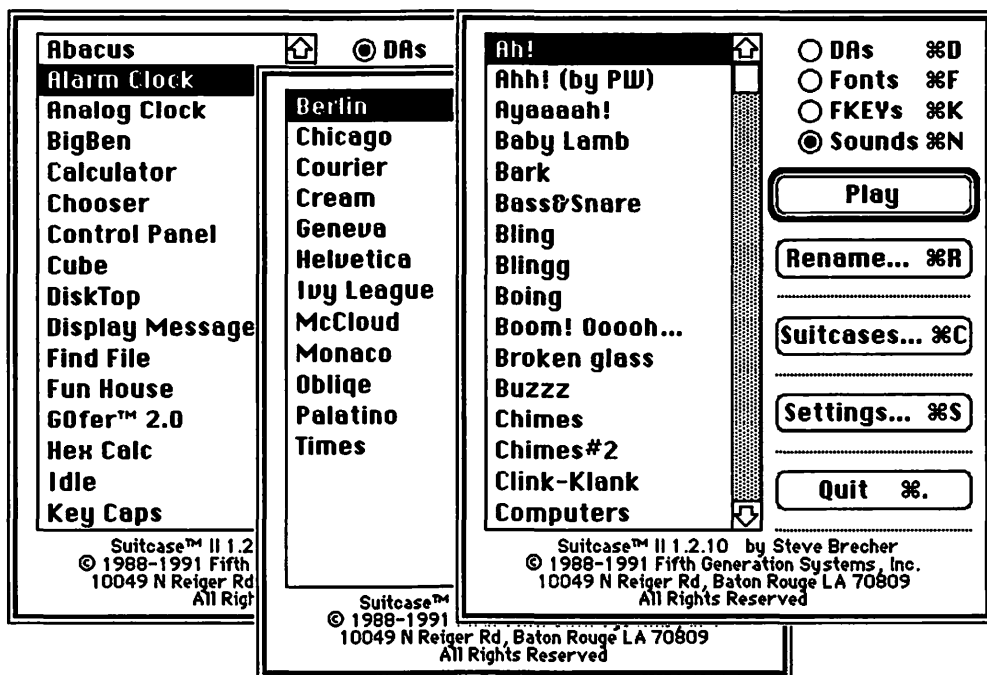 Abacus
Alarm Clock
Analog Clock
BigBen
Calculator
Chooser
Control Panel
Cube
DiskTop
Display Message
Find File
Fun House
GOfer™ 2.0
Hex Calc
Idle
Key Caps
DAs
Suitcase™ II 1.2
© 1988-1991 Fifth
10049 N Reiger Rd
All Righ
Berlin
Chicago
Courier
Cream
Geneva
Helvetica
Ivy League
McCloud
Monaco
Obliqe
Palatino
Times
Suitcase™
© 1988-1991
10049 N Reiger Rd, Baton Rouge LA 70809
All Rights Reserved
Ah!
Ahh! (by PW)
Ayaaaah!
Baby Lamb
Bark
Bass&Snare
Bling
Blingg
Boing
Boom! Ooooh...
Broken glass
Buzzz
Chimes
Chimes#2
Clink-Klank
Computers
DAs ⌘D
Fonts ⌘F
FKEYs ⌘K
Sounds ⌘N
Play
Rename... ⌘R
Suitcases... ⌘C
Settings... ⌘S
Quit ⌘.
Suitcase™ II 1.2.10 by Steve Brecher
© 1988-1991 Fifth Generation Systems, Inc.
10049 N Reiger Rd, Baton Rouge LA 70809
All Rights Reserved